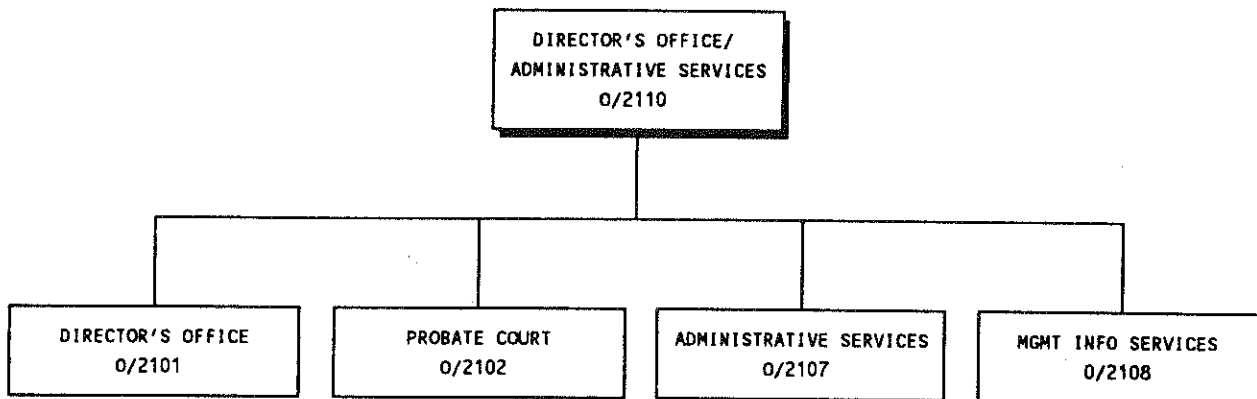 DIRECTOR'S OFFICE/
ADMINISTRATIVE SERVICES
0/2110
DIRECTOR'S OFFICE
0/2101
PROBATE COURT
0/2102
ADMINISTRATIVE SERVICES
0/2107
MGMT INFO SERVICES
0/2108